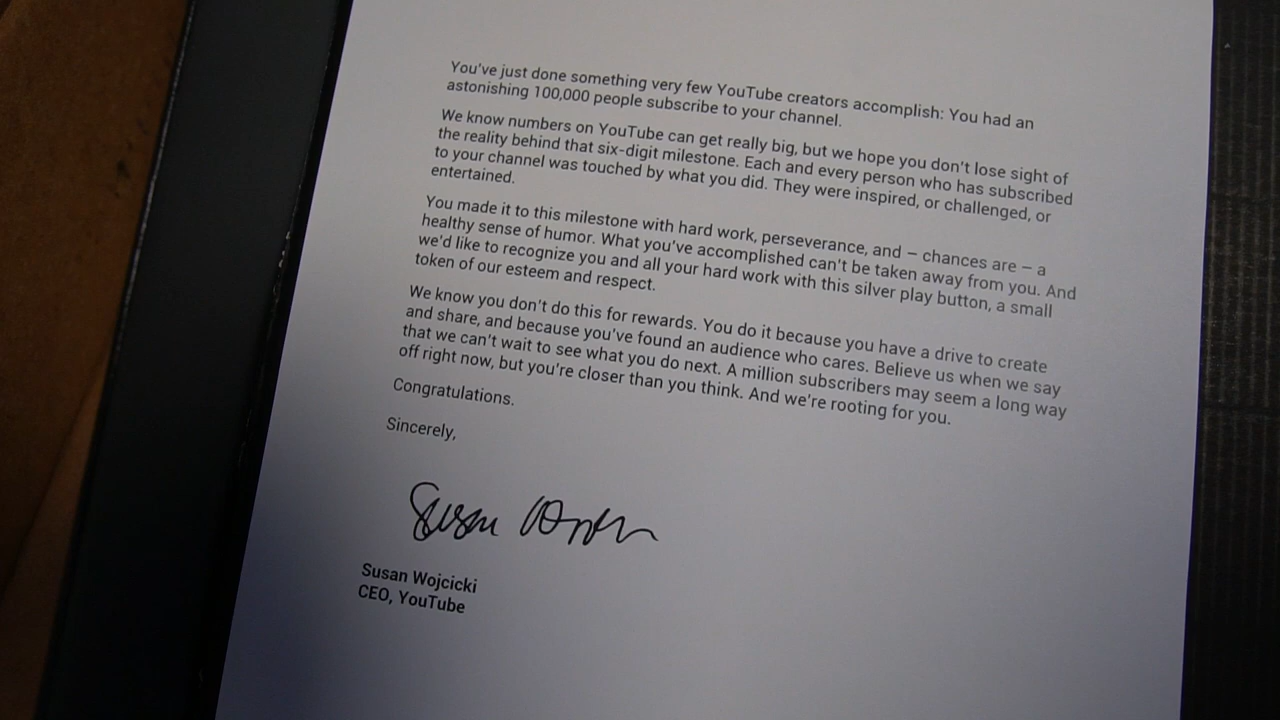 You've just done something very few YouTube creators accomplish: You had an
astonishing 100,000 people subscribe to your channel.
We know numbers on YouTube can get really big, but we hope you don't lose sight of
the reality behind that six-digit milestone. Each and every person who has subscribed
to your channel was touched by what you did. They were inspired, or challenged, or
entertained.
You made it to this milestone with hard work, perseverance, and – chances are – a
healthy sense of humor. What you've accomplished can't be taken away from you. And
we'd like to recognize you and all your hard work with this silver play button, a small
token of our esteem and respect.
We know you don't do this for rewards. You do it because you have a drive to create
and share, and because you've found an audience who cares. Believe us when we say
that we can't wait to see what you do next. A million subscribers may seem a long way
off right now, but you're closer than you think. And we're rooting for you.
Congratulations.
Sincerely,
Susan Wojcicki
Susan Wojcicki
CEO, YouTube